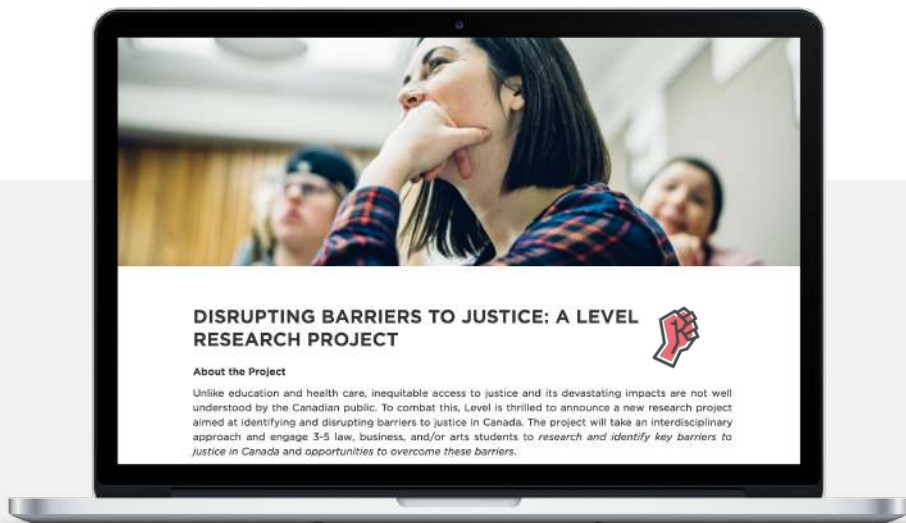 DISRUPTING BARRIERS TO JUSTICE: A LEVEL
RESEARCH PROJECT
About the Project
Unlike education and health care, inequitable access to justice and its devastating impacts are not well
understood by the Canadian public. To combat this, Level is thrilled to announce a new research project
aimed at identifying and disrupting barriers to justice in Canada. The project will take an interdisciplinary
approach and engage 3-5 law, business, and/or arts students to research and identify key barriers to
justice in Canada and opportunities to overcome these barriers.